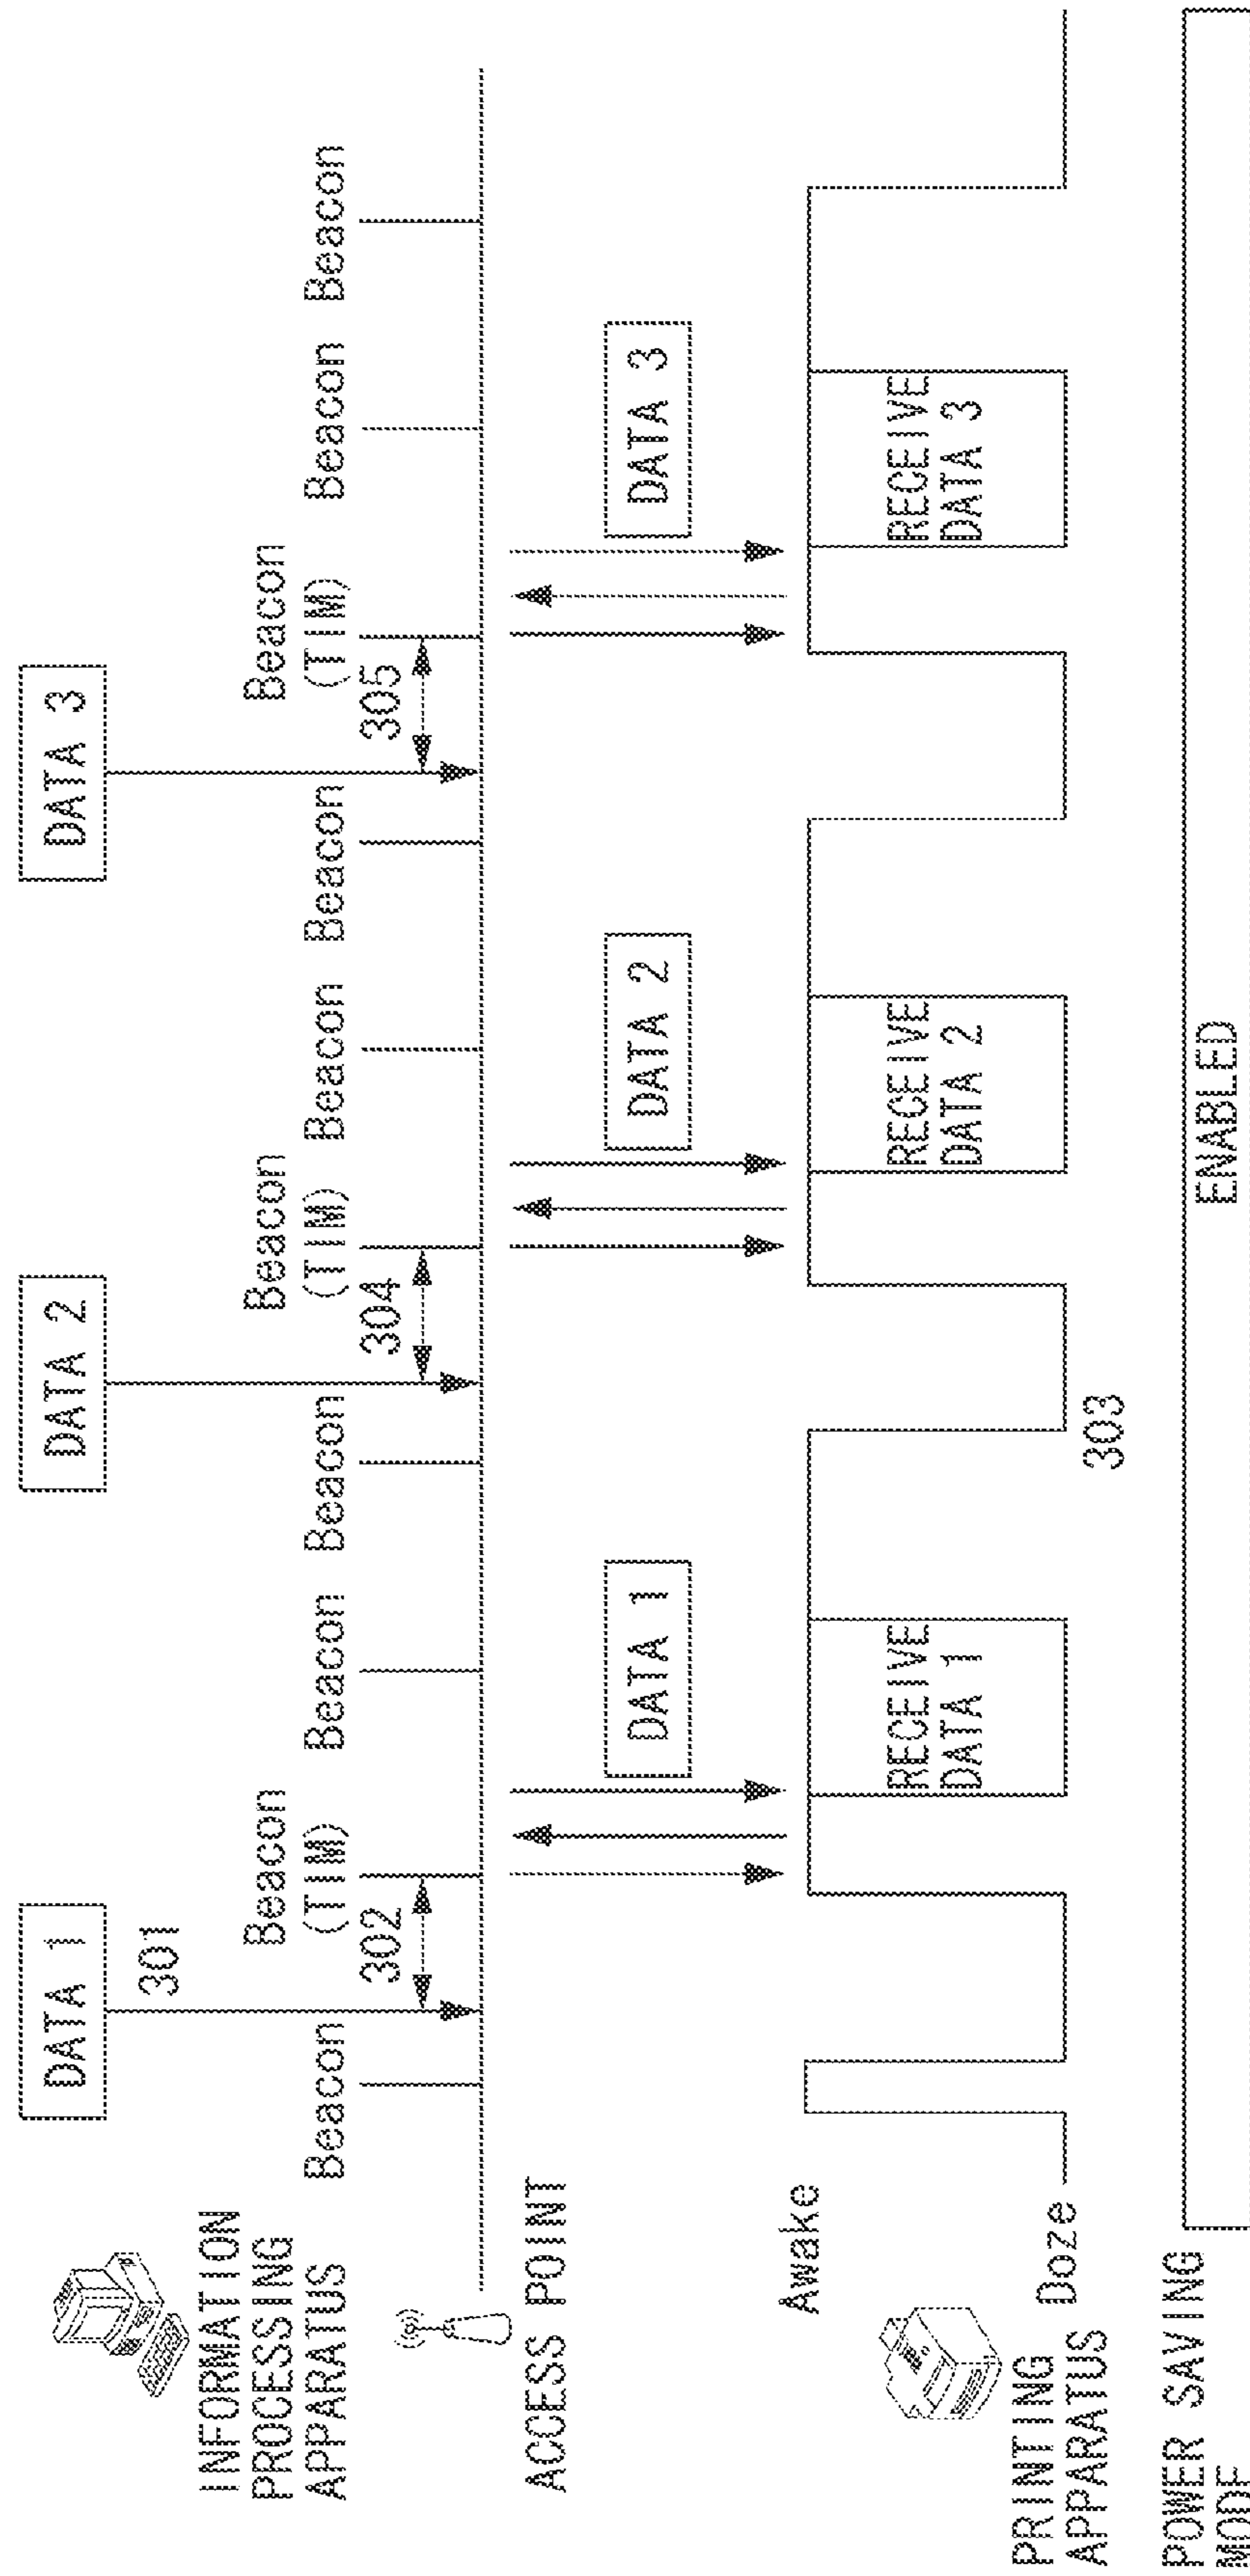 DATA 1
DATA 2
DATA 3
301
INFORMATION
PROCESSING
APPARATUS
Beacon
Beacon
(TIM)
Beacon
Beacon
Beacon
(TIM)
Beacon
Beacon
Beacon
(TIM)
Beacon
Beacon
302
304
305
ACCESS POINT
DATA 1
DATA 2
DATA 3
Awake
RECEIVE
DATA 1
RECEIVE
DATA 2
RECEIVE
DATA 3
PRINTING
APPARATUS
Doze
303
POWER SAVING
MODE
ENABLED